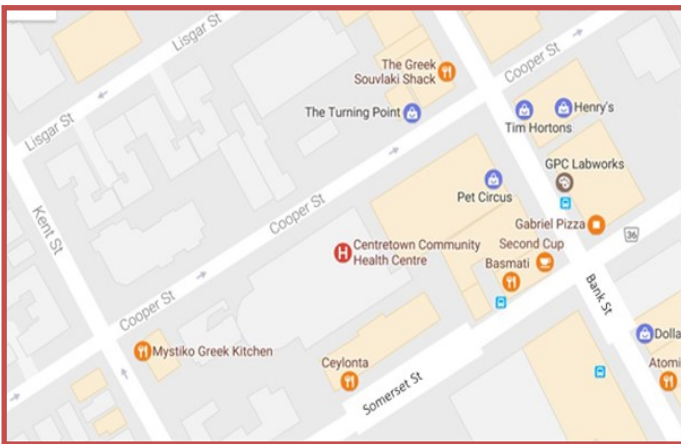 Lisgar St
The Greek
Souvlaki Shack
Cooper St
The Turning Point
Henry's
Tim Hortons
Lisgar St
GPC Labworks
Pet Circus
Cooper St
Kent St
Gabriel Pizza
36
Centretown Community
Health Centre
H
Second Cup
Basmati
Bank St
Cooper St
Dolla
Mystiko Greek Kitchen
Ceylonta
Atomi
Somerset St